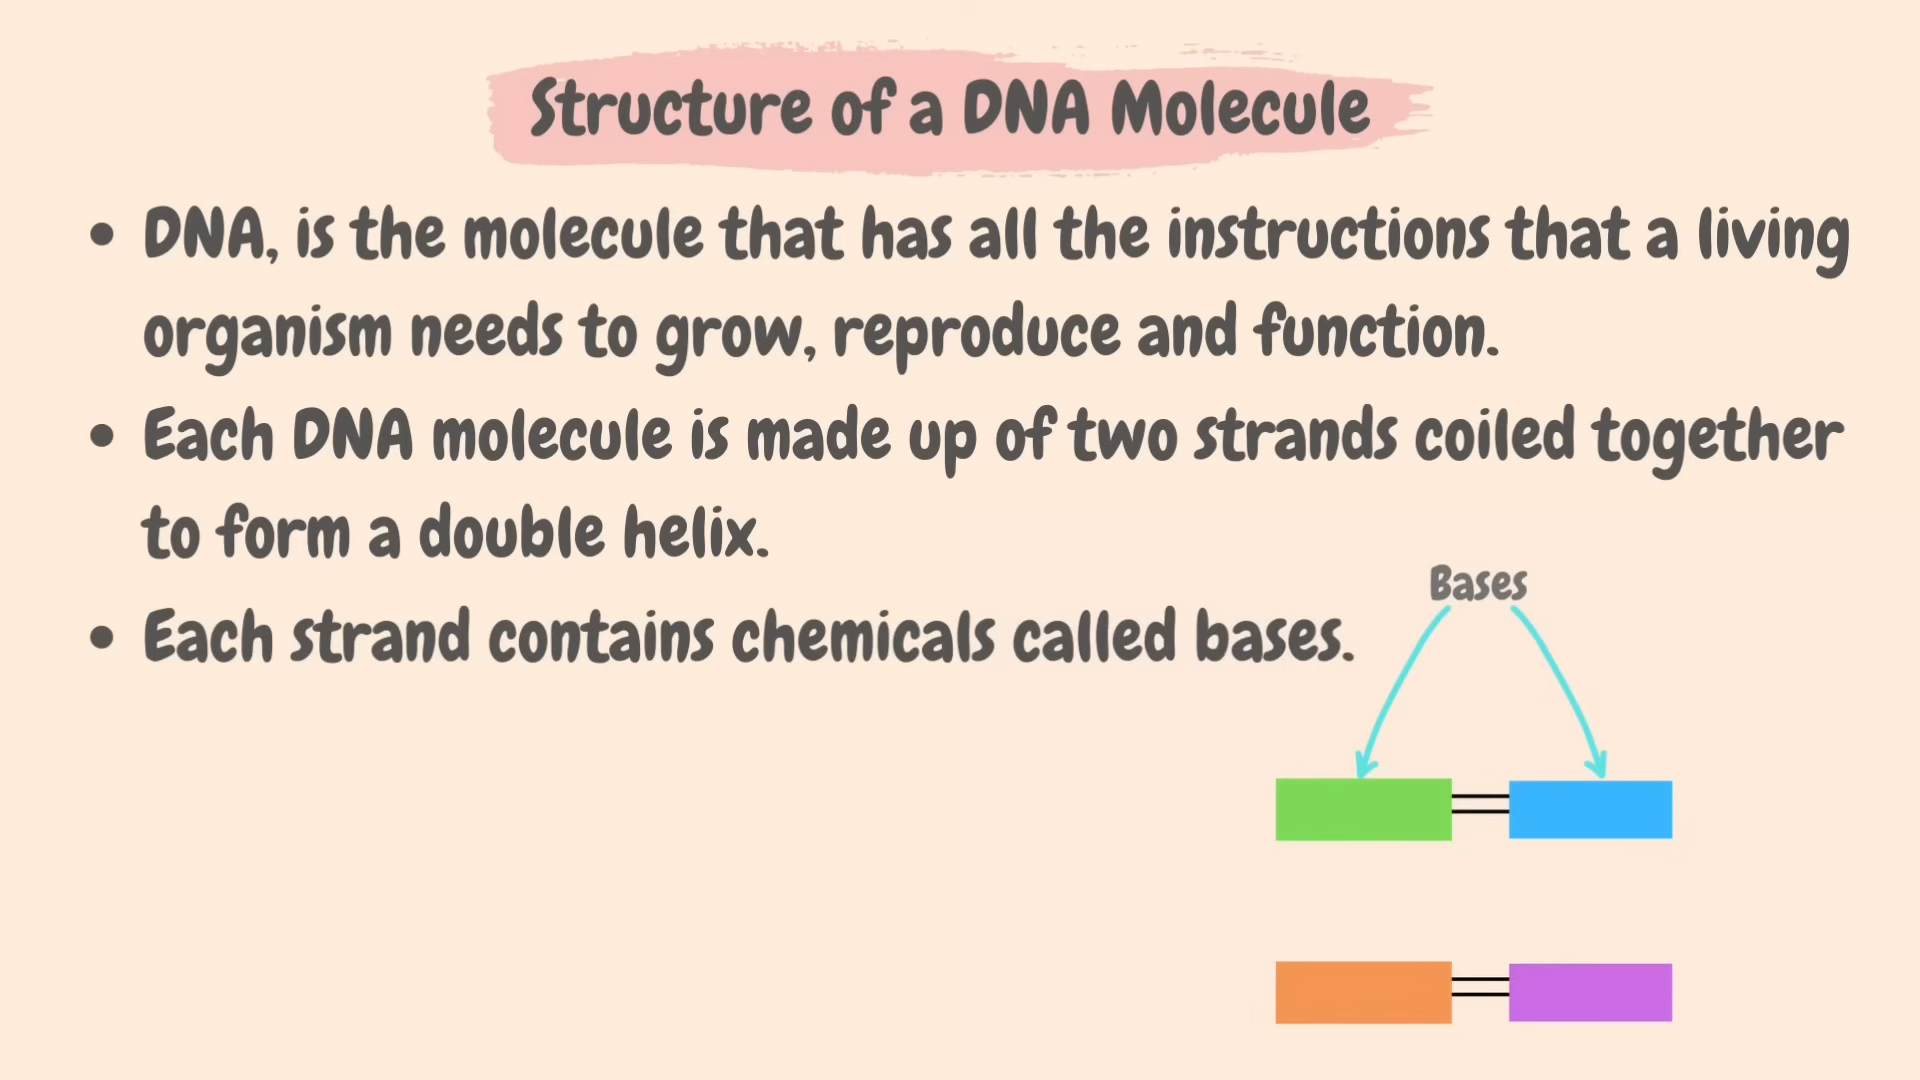 Structure of a DNA Molecule
• DNA, is the molecule that has all the instructions that a living
organism needs to grow, reproduce and function.
• Each DNA molecule is made up of two strands coiled together
to form a double helix.
• Each strand contains chemicals called bases.
Bases